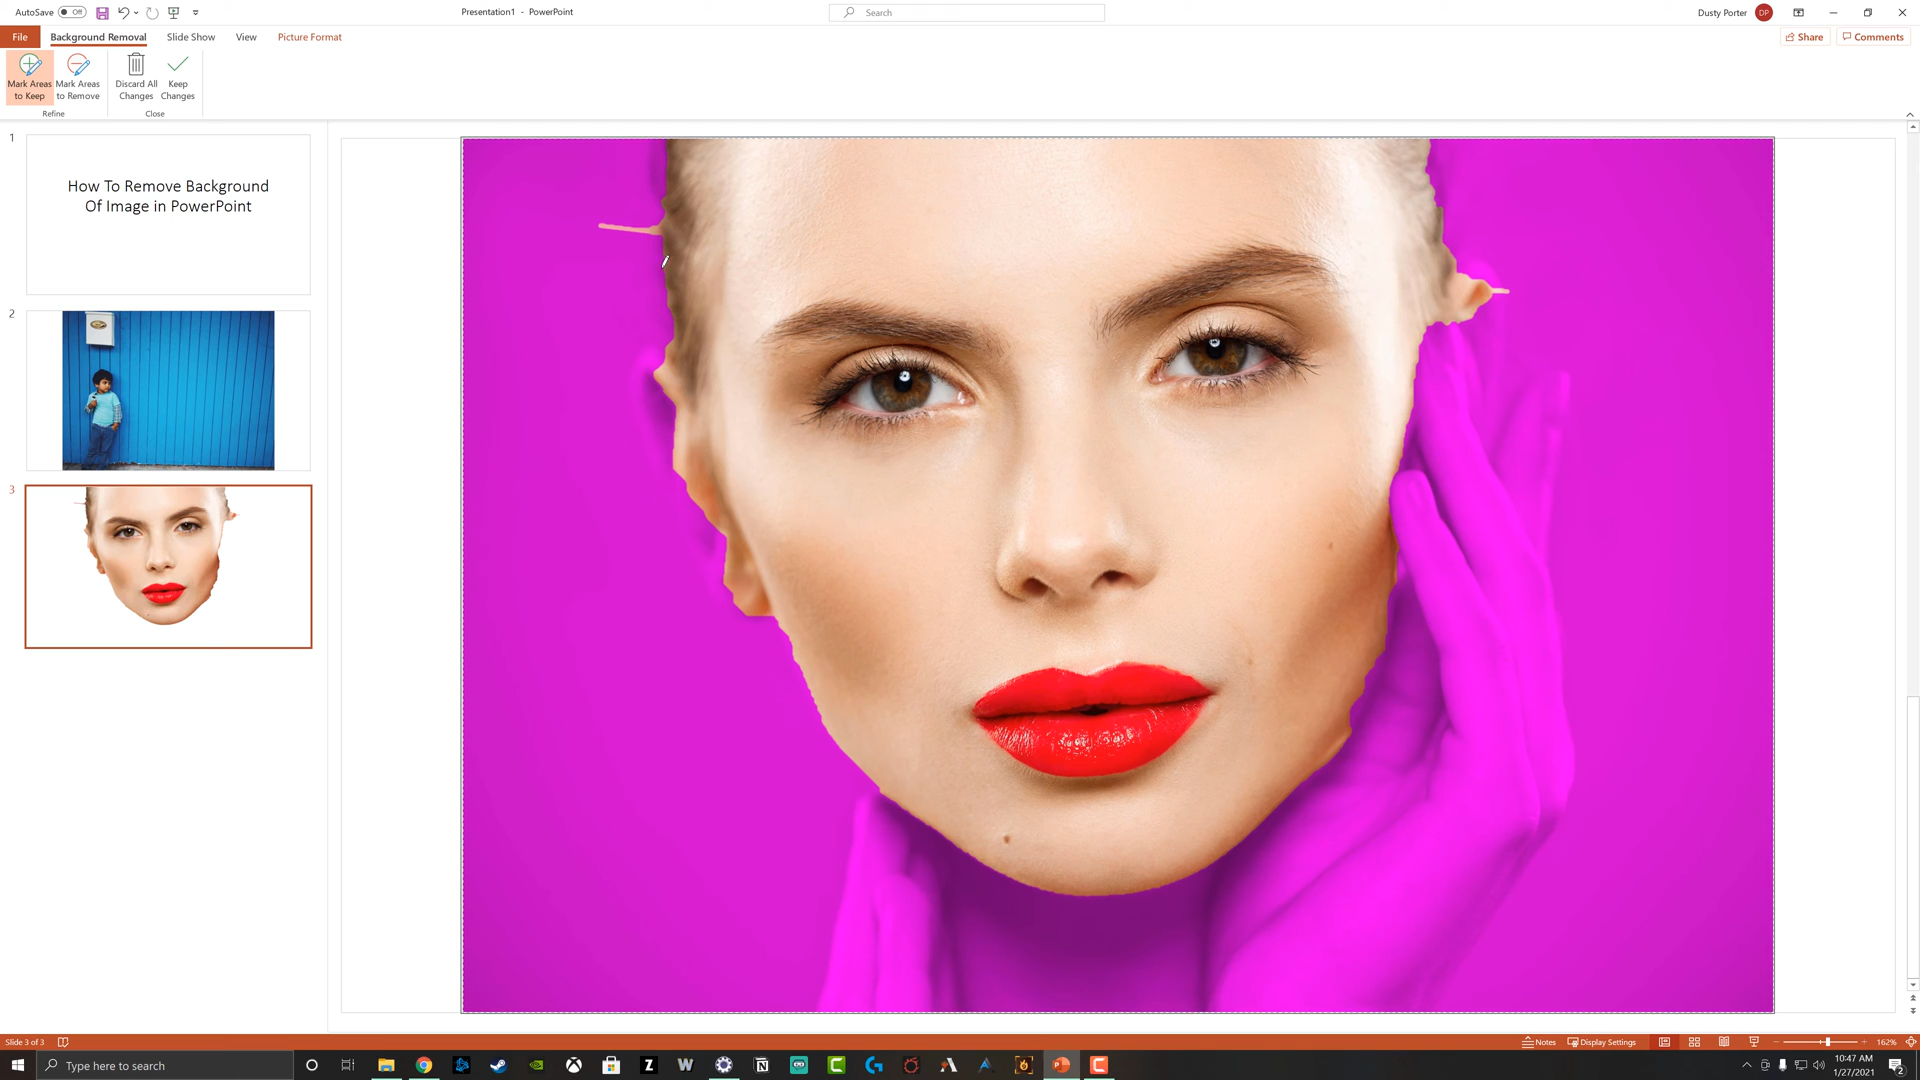 AutoSave Off
Presentation1 - PowerPoint
Search
Dusty Porter
DP
File
Background Removal
Slide Show
View
Picture Format
Share
Comments
Mark Areas
to Keep
Mark Areas
to Remove
Discard All
Changes
Keep
Changes
Refine
Close
1
How To Remove Background
Of Image in PowerPoint
2
3
Slide 3 of 3
Notes
Display Settings
162%
Type here to search
Z
W
10:47 AM
1/27/2021
2